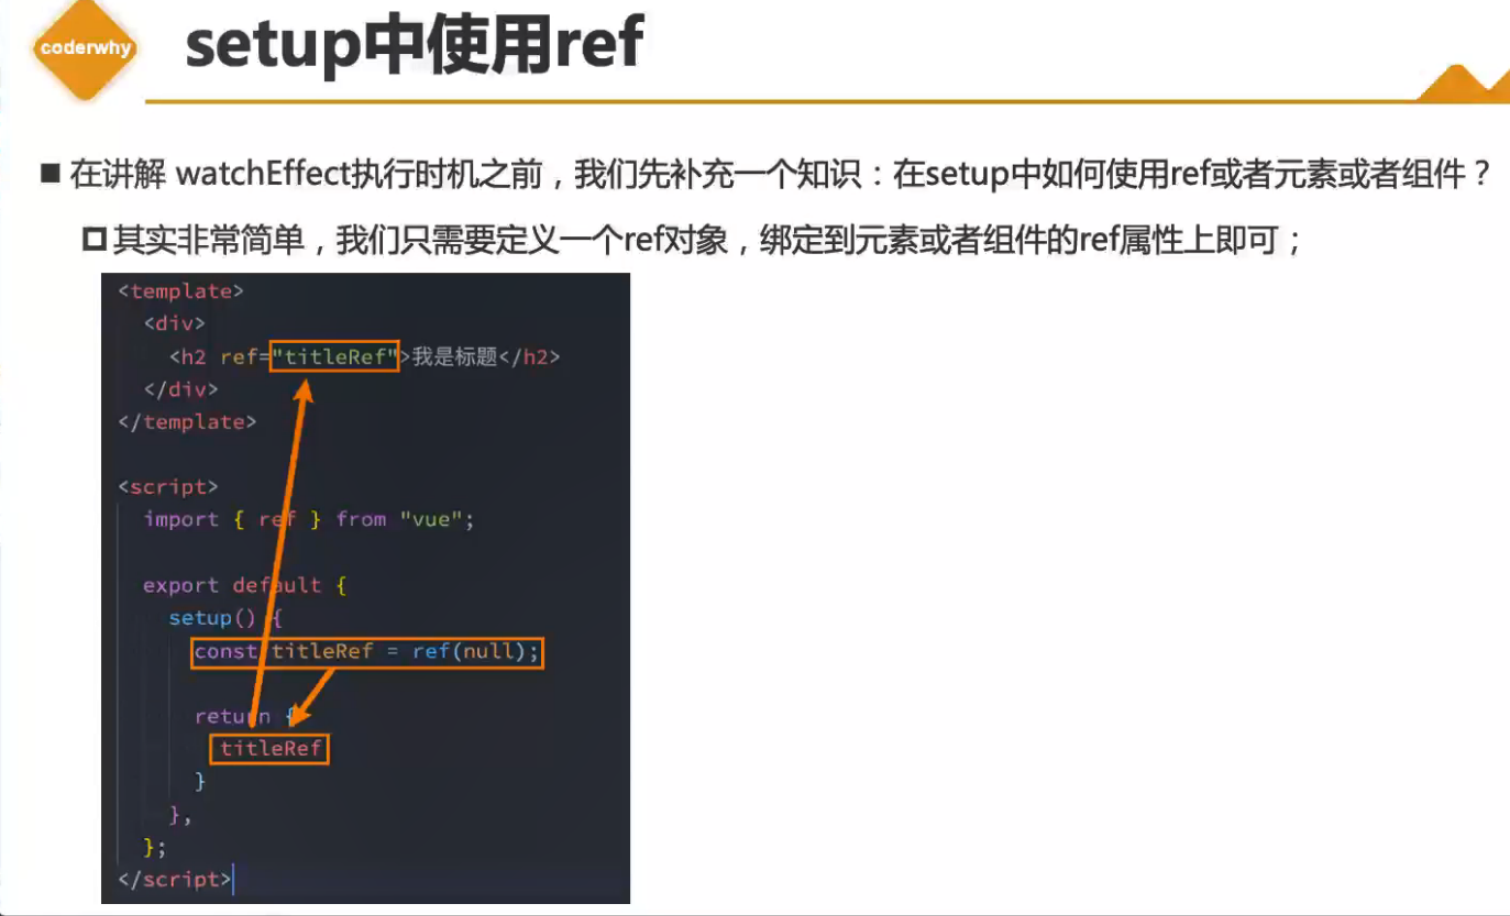 coderwhy
setup中使用ref
■ 在讲解 watchEffect执行时机之前，我们先补充一个知识：在setup中如何使用ref或者元素或者组件？
其实非常简单，我们只需要定义一个ref对象，绑定到元素或者组件的ref属性上即可；
<template>
<div>
<h2 ref="titleRef">我是标题</h2>
</div>
</template>
<script>
import { ref } from "vue";
export default {
setup() {
const titleRef = ref(null);
return {
titleRef
}
},
};
</script>